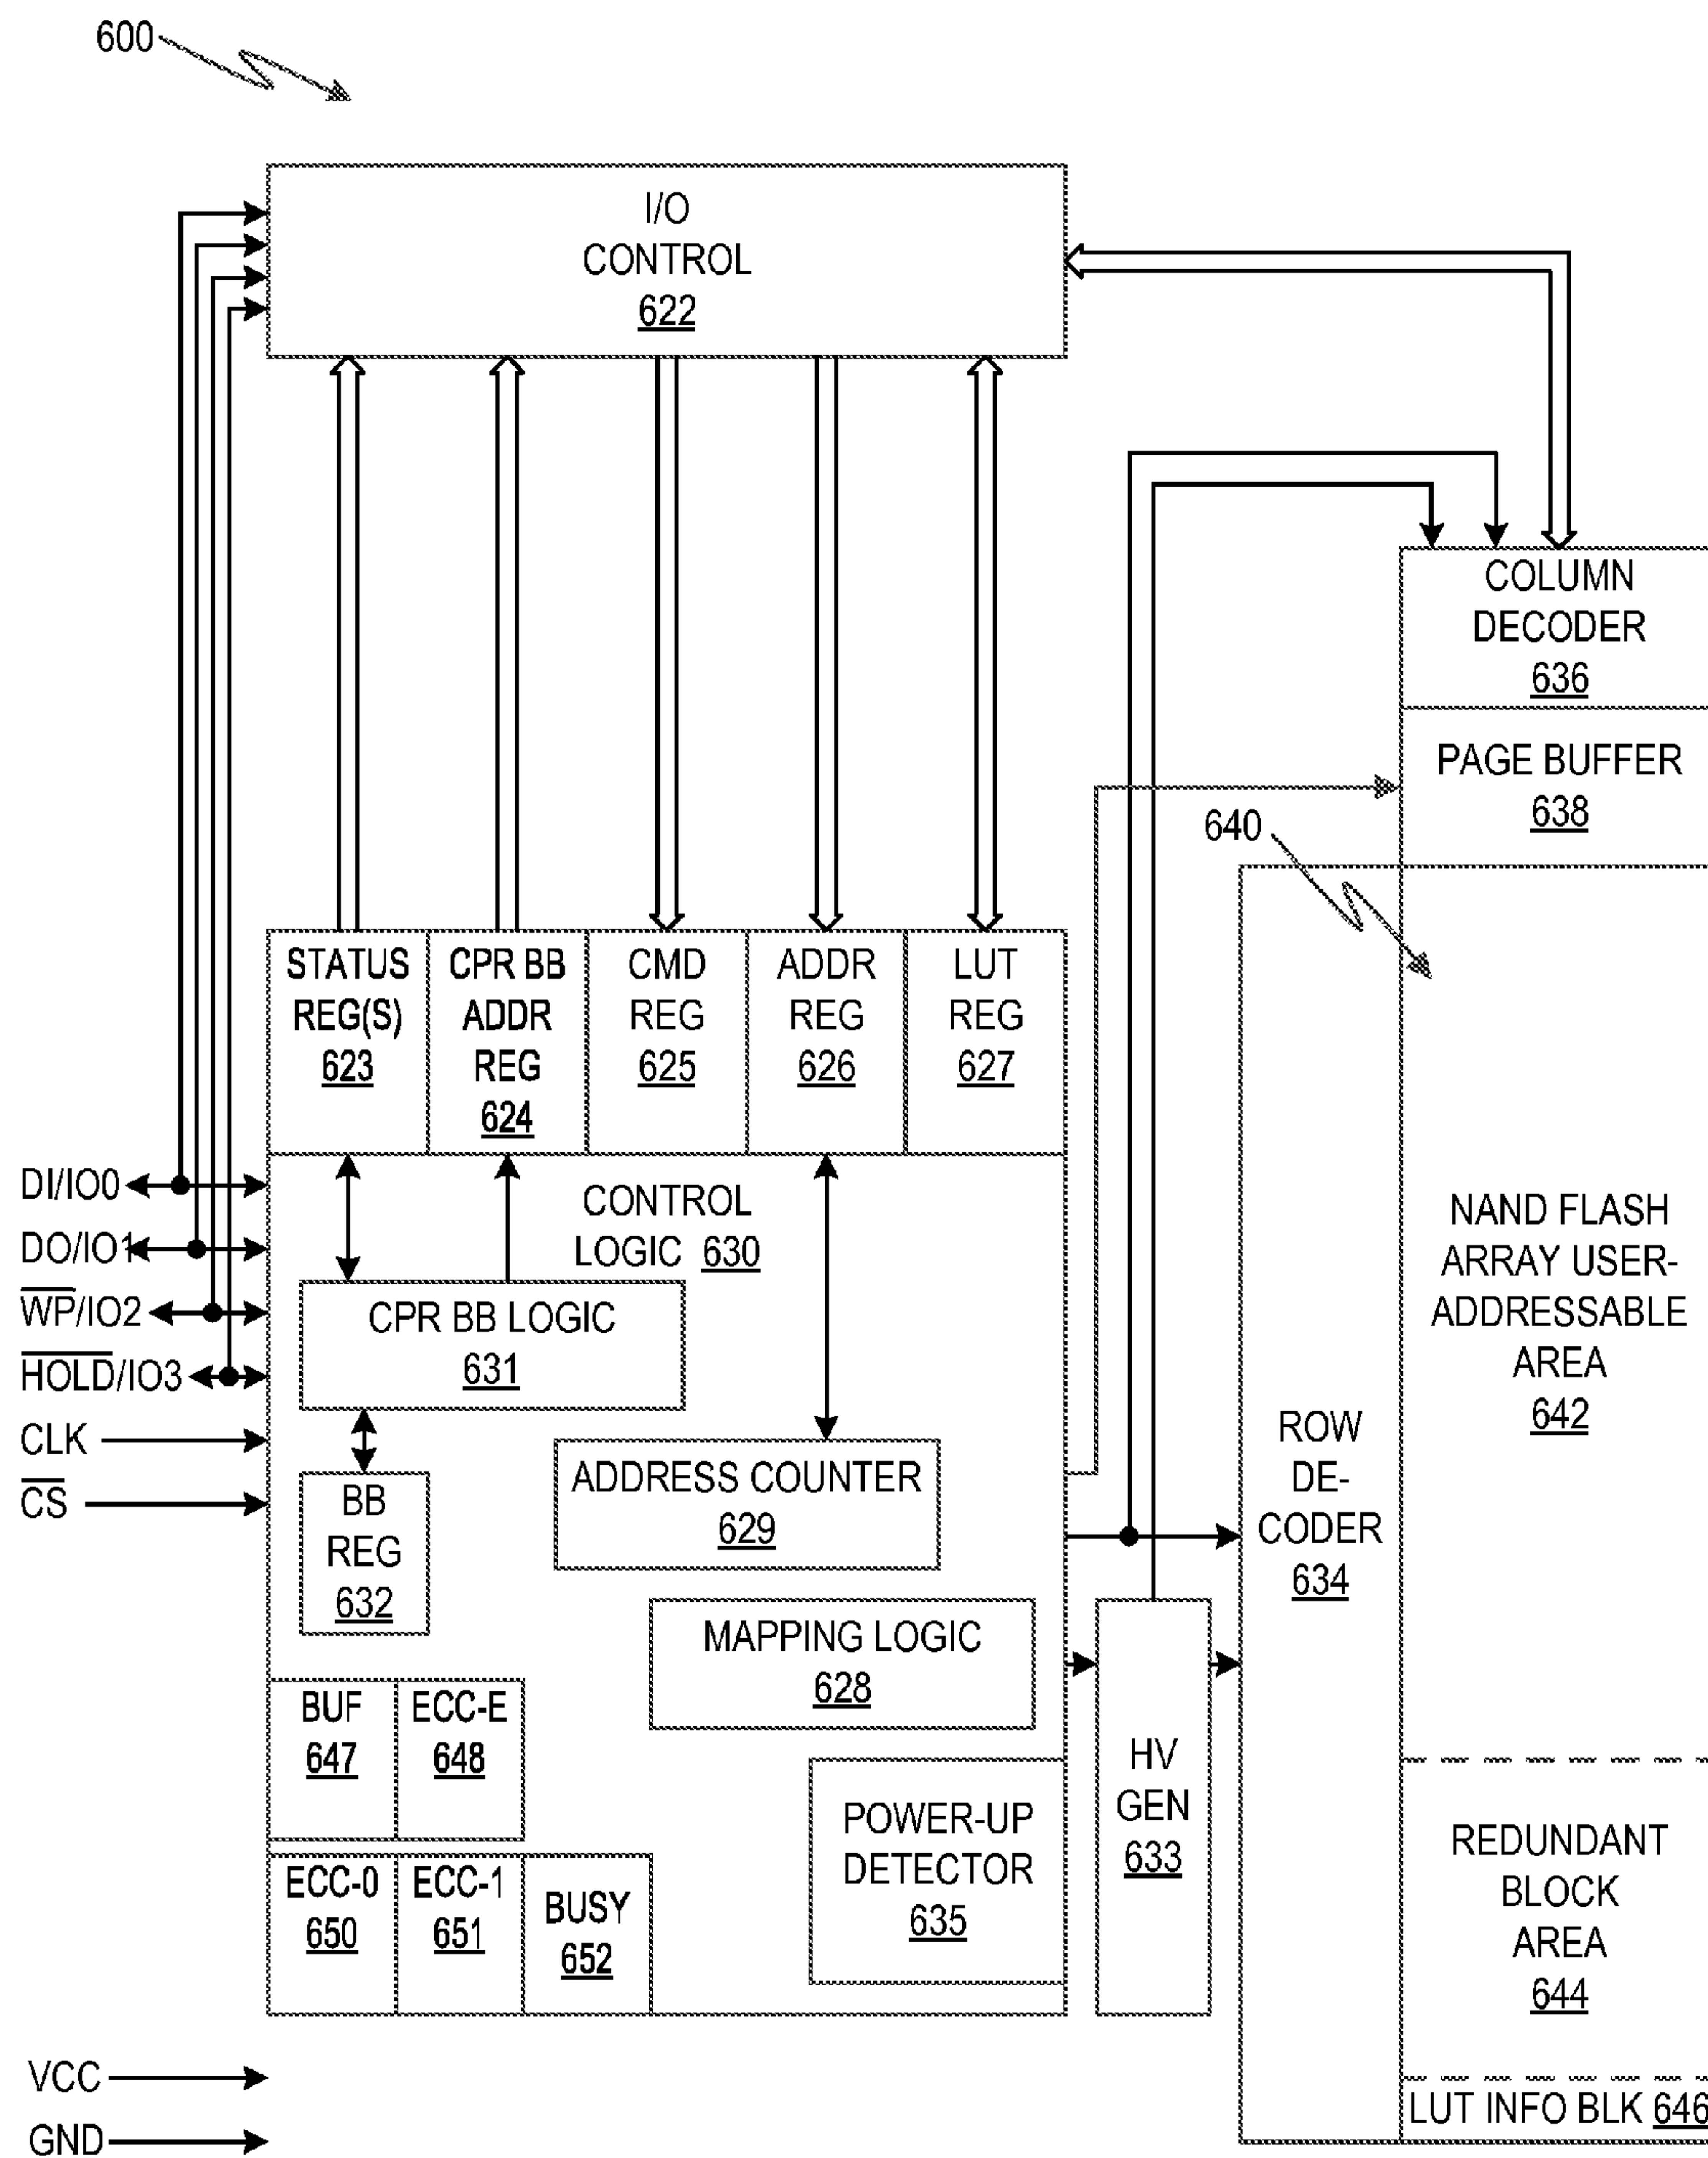 600
I/O
CONTROL
622
COLUMN
DECODER
636
PAGE BUFFER
638
640
STATUS
REG(S)
623
CPR BB
ADDR
REG
624
CMD
REG
625
ADDR
REG
626
LUT
REG
627
DI/IO0
DO/IO1
W̅P̅/IO2
H̅O̅L̅D̅/IO3
CLK
C̅S̅
VCC
GND
CONTROL
LOGIC 630
CPR BB LOGIC
631
ADDRESS COUNTER
629
BB
REG
632
MAPPING LOGIC
628
BUF
647
ECC-E
648
ECC-0
650
ECC-1
651
BUSY
652
POWER-UP
DETECTOR
635
HV
GEN
633
ROW
DE-
CODER
634
NAND FLASH
ARRAY USER-
ADDRESSABLE
AREA
642
REDUNDANT
BLOCK
AREA
644
LUT INFO BLK 646